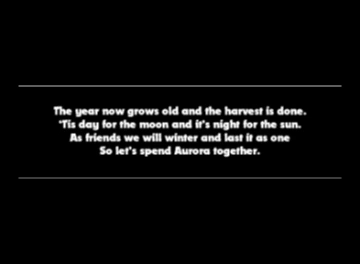 The year now grows old and the harvest is done.
'Tis day for the moon and it's night for the sun.
As friends we will winter and last it as one
So let's spend Aurora together.